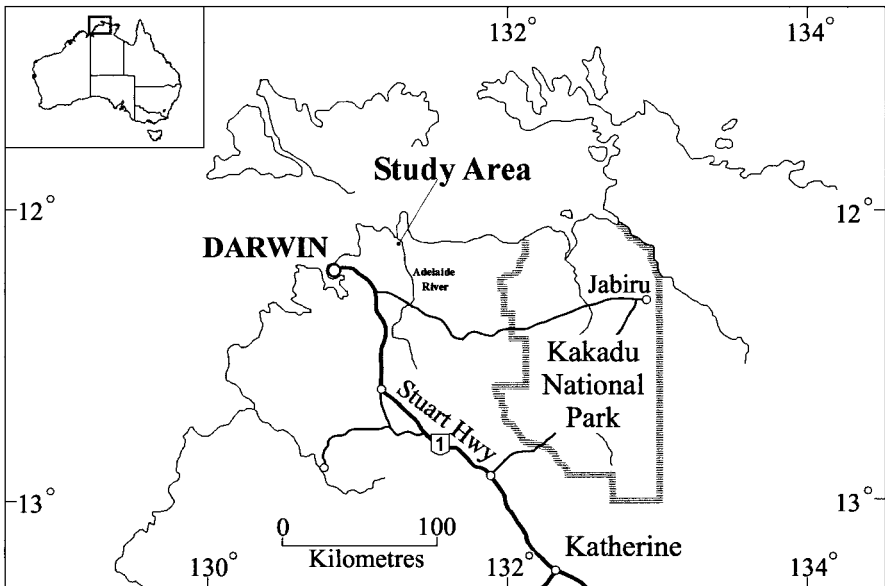 132° 134°
Study Area
12° 12°
DARWIN
Adelaide
River
Jabiru
Kakadu
National
Park
Stuart Hwy
1
13° 13°
0 100
Kilometres
Katherine
130° 132° 134°